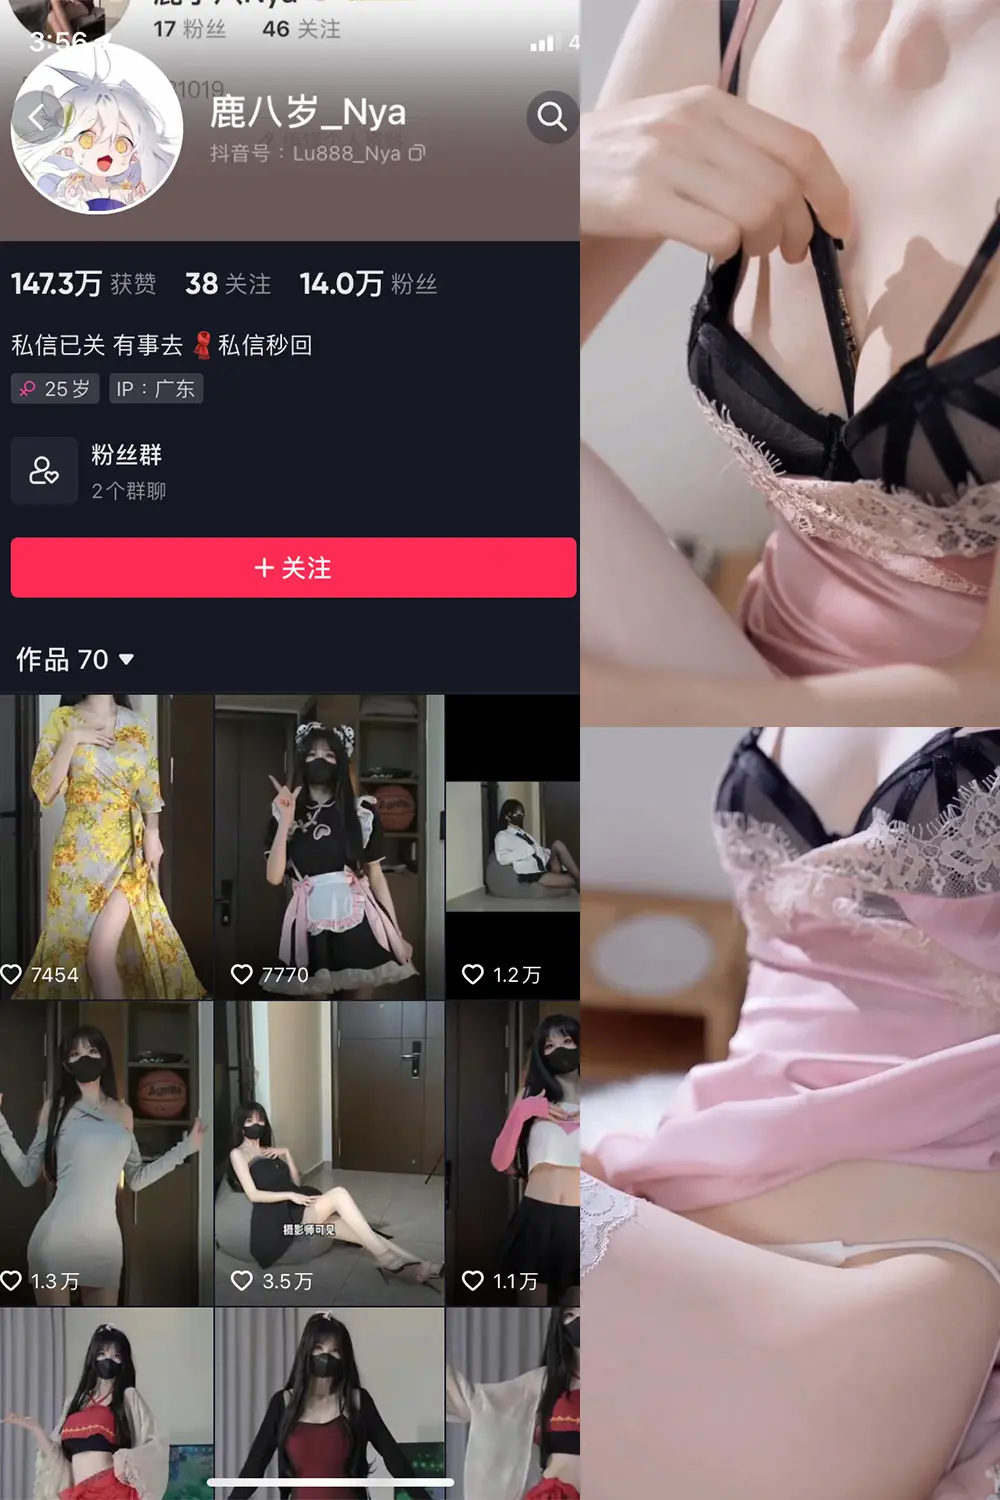 17 粉丝 46 关注
3:56
4
21019
鹿八岁_Nya
抖音号：Lu888_Nya
147.3万 获赞 38 关注 14.0万 粉丝
私信已关 有事去 私信秒回
25岁 IP：广东
粉丝群
2个群聊
+ 关注
作品 70
7454
7770
1.2万
摄影师可见
1.3万
3.5万
1.1万